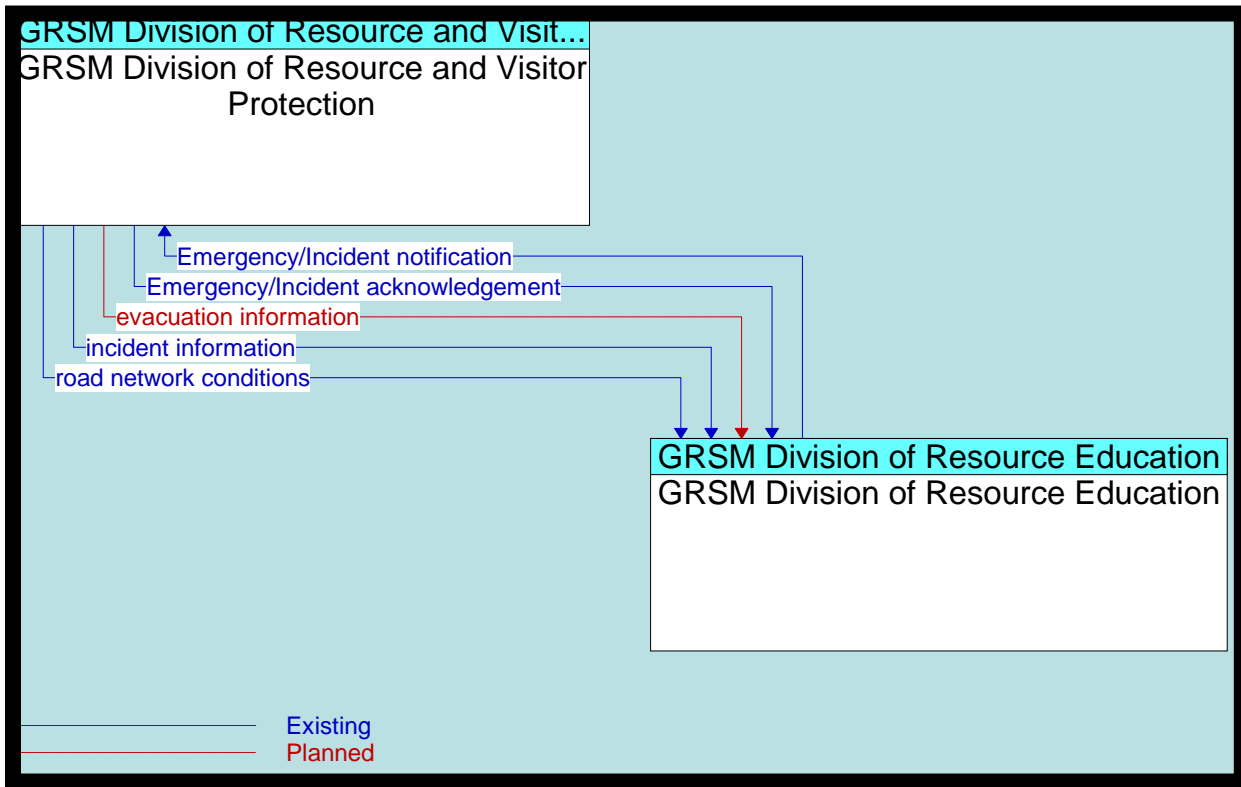 GRSM Division of Resource and Visit...
GRSM Division of Resource and Visitor
Protection
Emergency/Incident notification
Emergency/Incident acknowledgement
evacuation information
incident information
road network conditions
GRSM Division of Resource Education
GRSM Division of Resource Education
Existing
Planned